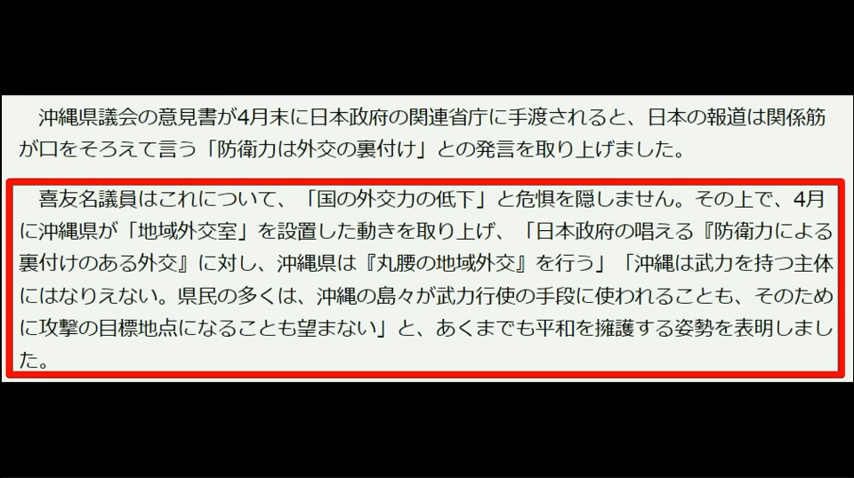 沖縄県議会の意見書が4月末に日本政府の関連省庁に手渡されると、日本の報道は関係筋
が口をそろえて言う「防衛力は外交の裏付け」との発言を取り上げました。
喜友名議員はこれについて、「国の外交力の低下」と危惧を隠しません。その上で、4月
に沖縄県が「地域外交室」を設置した動きを取り上げ、「日本政府の唱える『防衛力による
裏付けのある外交』に対し、沖縄県は『丸腰の地域外交』を行う」「沖縄は武力を持つ主体
にはなりえない。県民の多くは、沖縄の島々が武力行使の手段に使われることも、そのため
に攻撃の目標地点になることも望まない」と、あくまでも平和を擁護する姿勢を表明しまし
た。